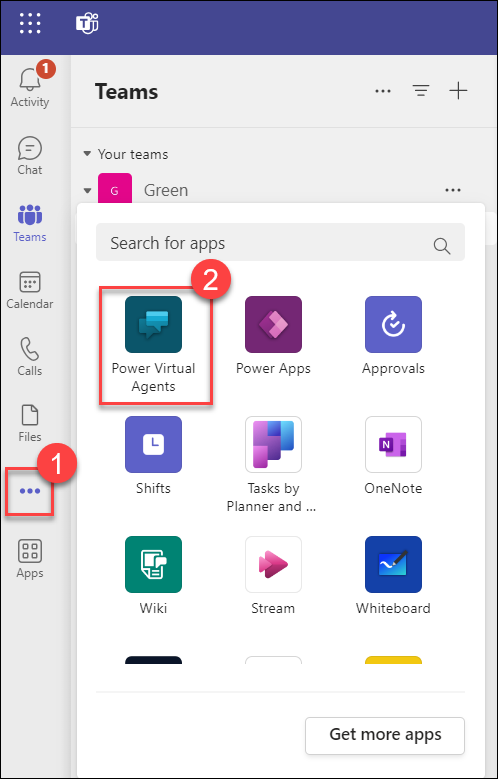 T
1
Activity
Teams
Chat
Your teams
G
Green
Teams
Search for apps
2
Calendar
Power Virtual
Agents
Power Apps
Approvals
Calls
Files
1
Shifts
Tasks by
Planner and ...
OneNote
N
Apps
Wiki
Stream
Whiteboard
Get more apps